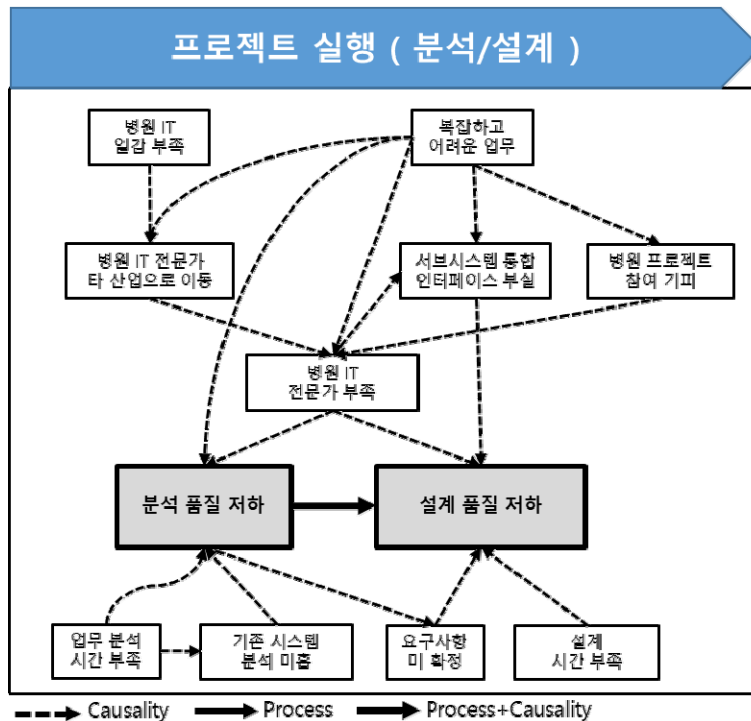 프로젝트 실행 ( 분석/설계 )
병원 IT
일감 부족
복잡하고
어려운 업무
병원 IT 전문가
타 산업으로 이동
서브시스템 통합
인터페이스 부실
병원 프로젝트
참여 기피
병원 IT
전문가 부족
분석 품질 저하
설계 품질 저하
업무 분석
시간 부족
기존 시스템
분석 미흡
요구사항
미 확정
설계
시간 부족
Causality
Process
Process+Causality